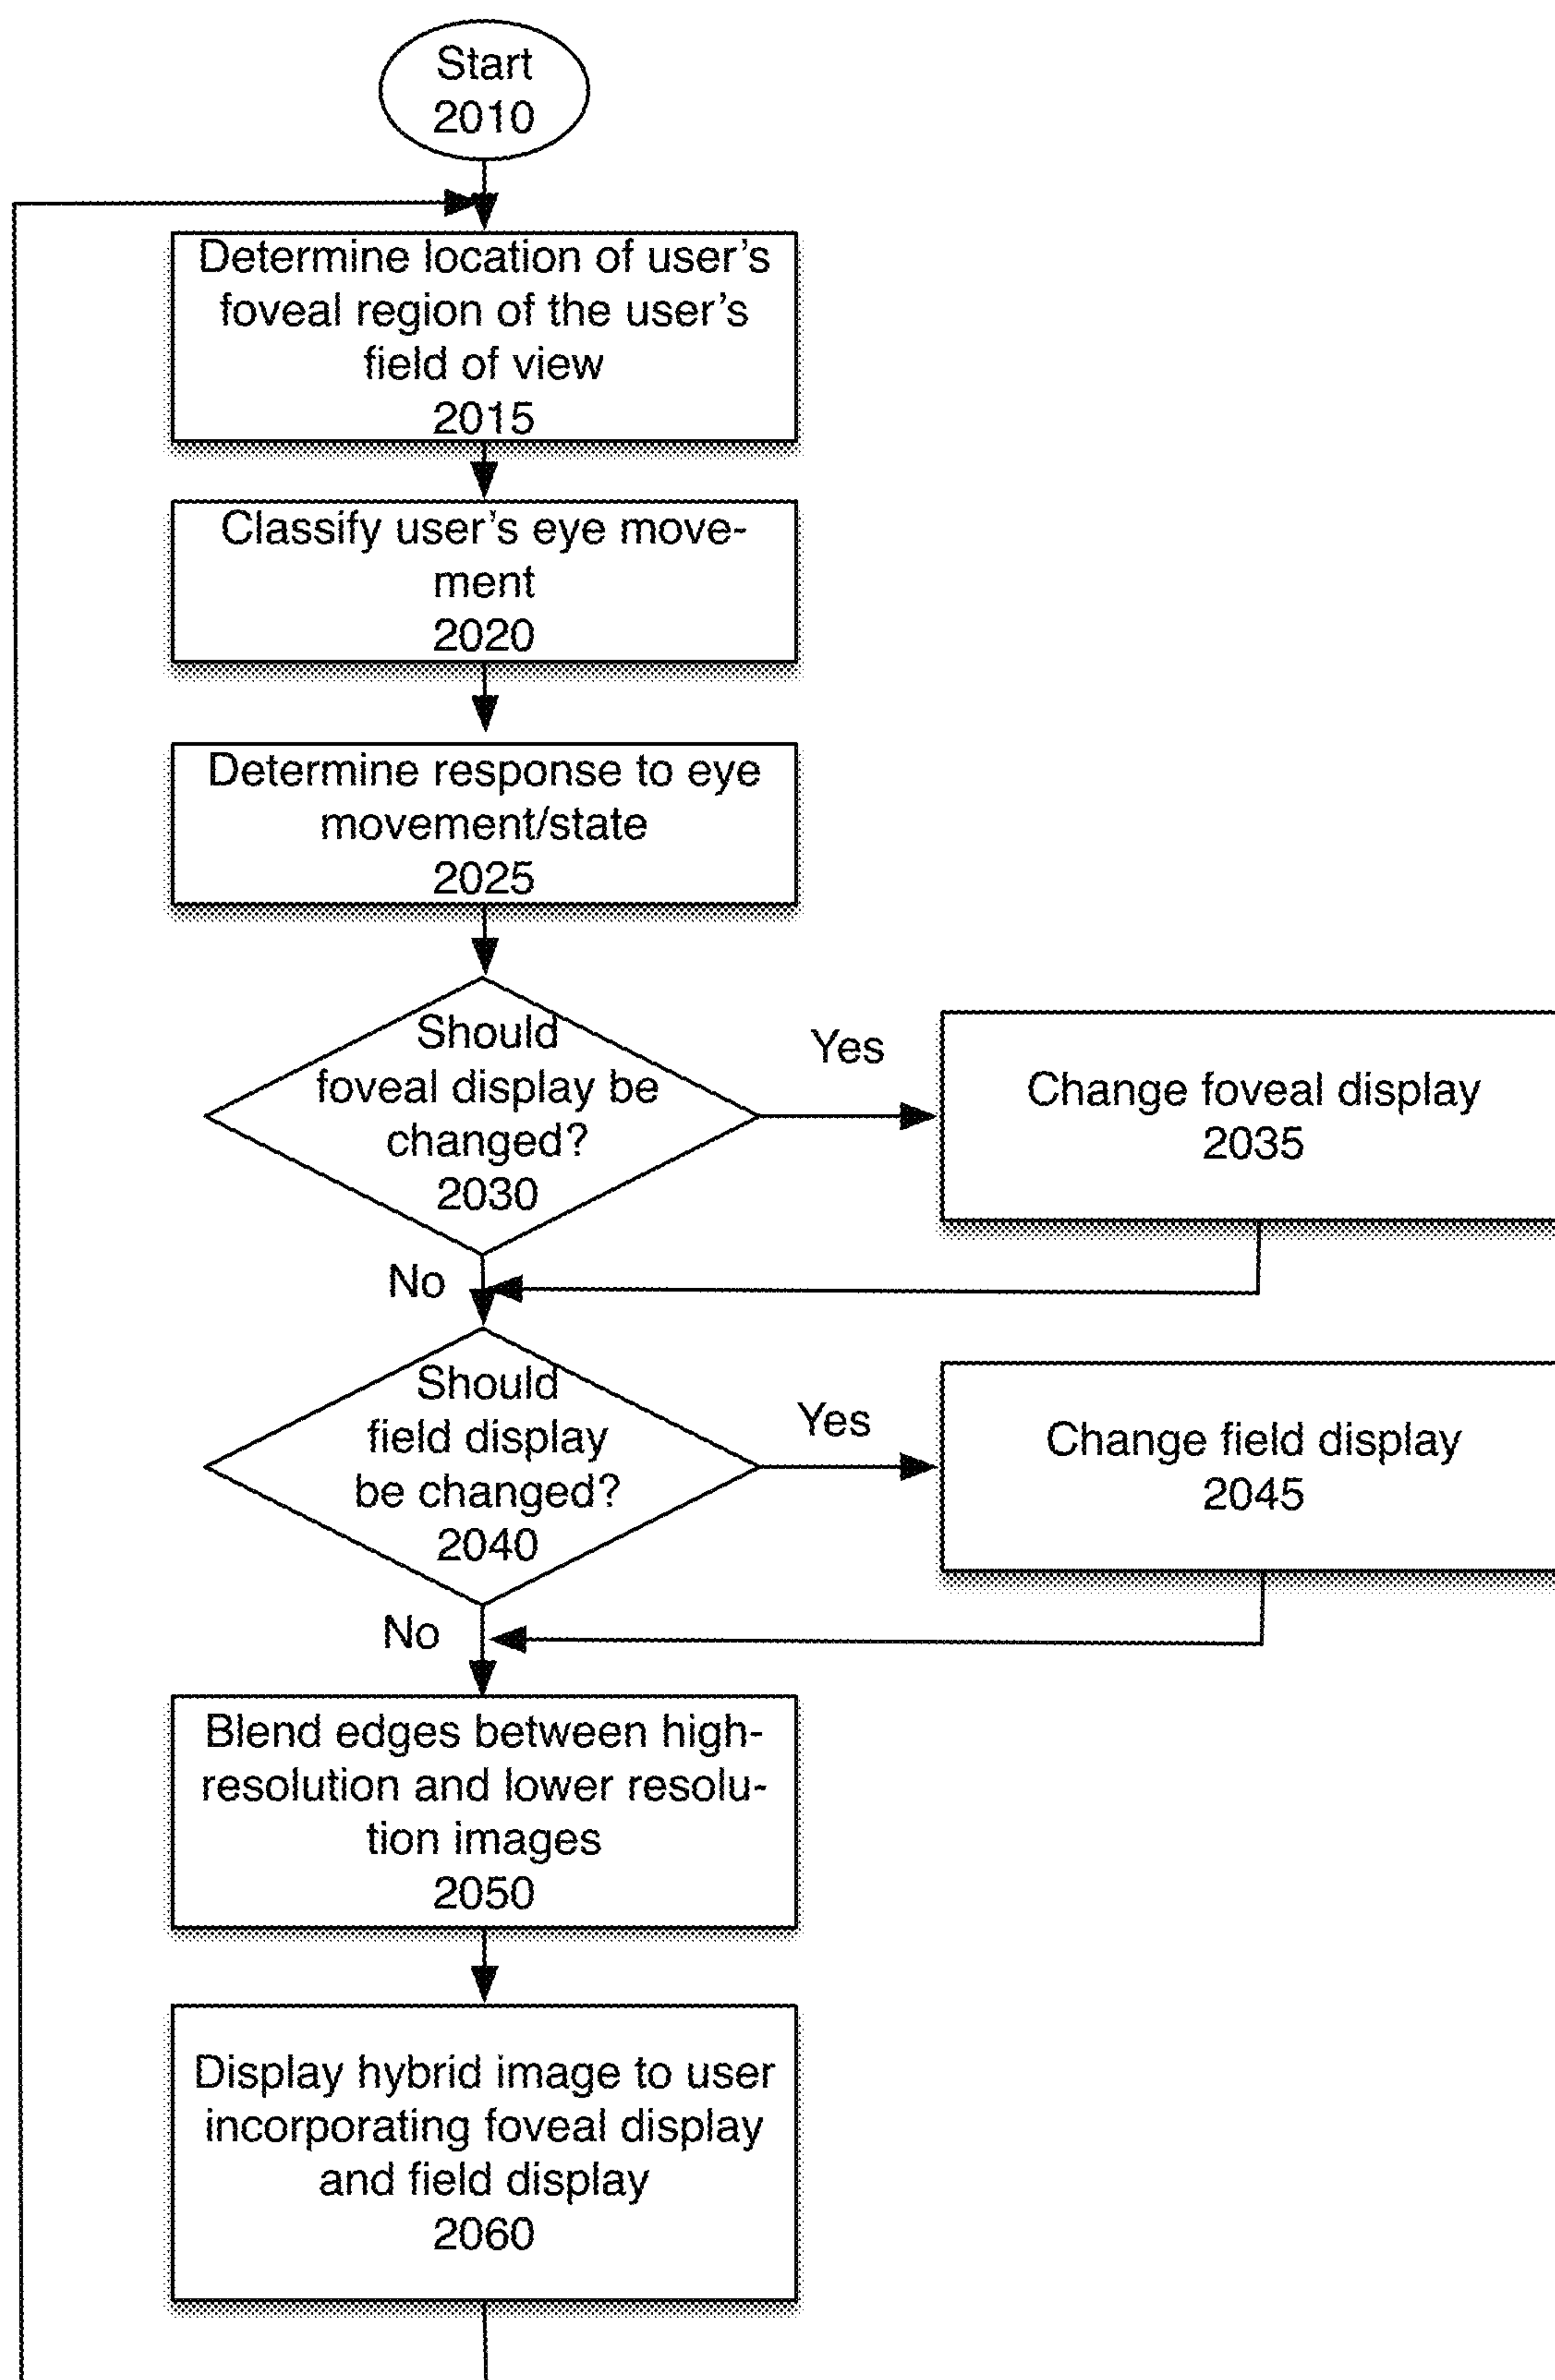 Start
2010
Determine location of user's
foveal region of the user's
field of view
2015
Classify user's eye move-
ment
2020
Determine response to eye
movement/state
2025
Should
foveal display be
changed?
2030
Yes
Change foveal display
2035
No
Should
field display
be changed?
2040
Yes
Change field display
2045
No
Blend edges between high-
resolution and lower resolu-
tion images
2050
Display hybrid image to user
incorporating foveal display
and field display
2060